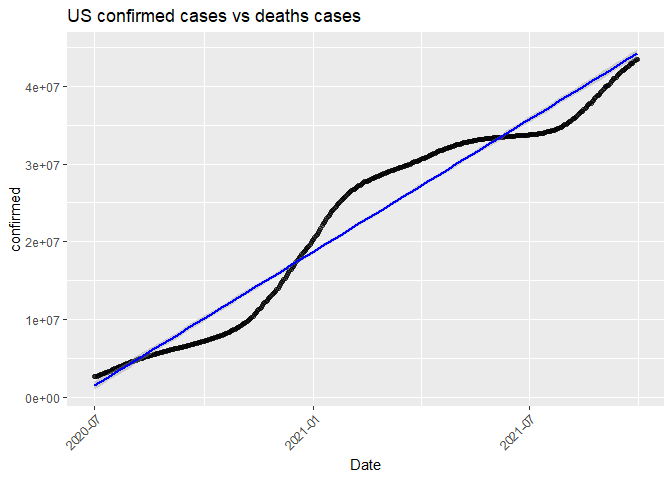 US confirmed cases vs deaths cases
confirmed
4e+07
3e+07
2e+07
1e+07
0e+00
2020-07
2021-01
2021-07
Date